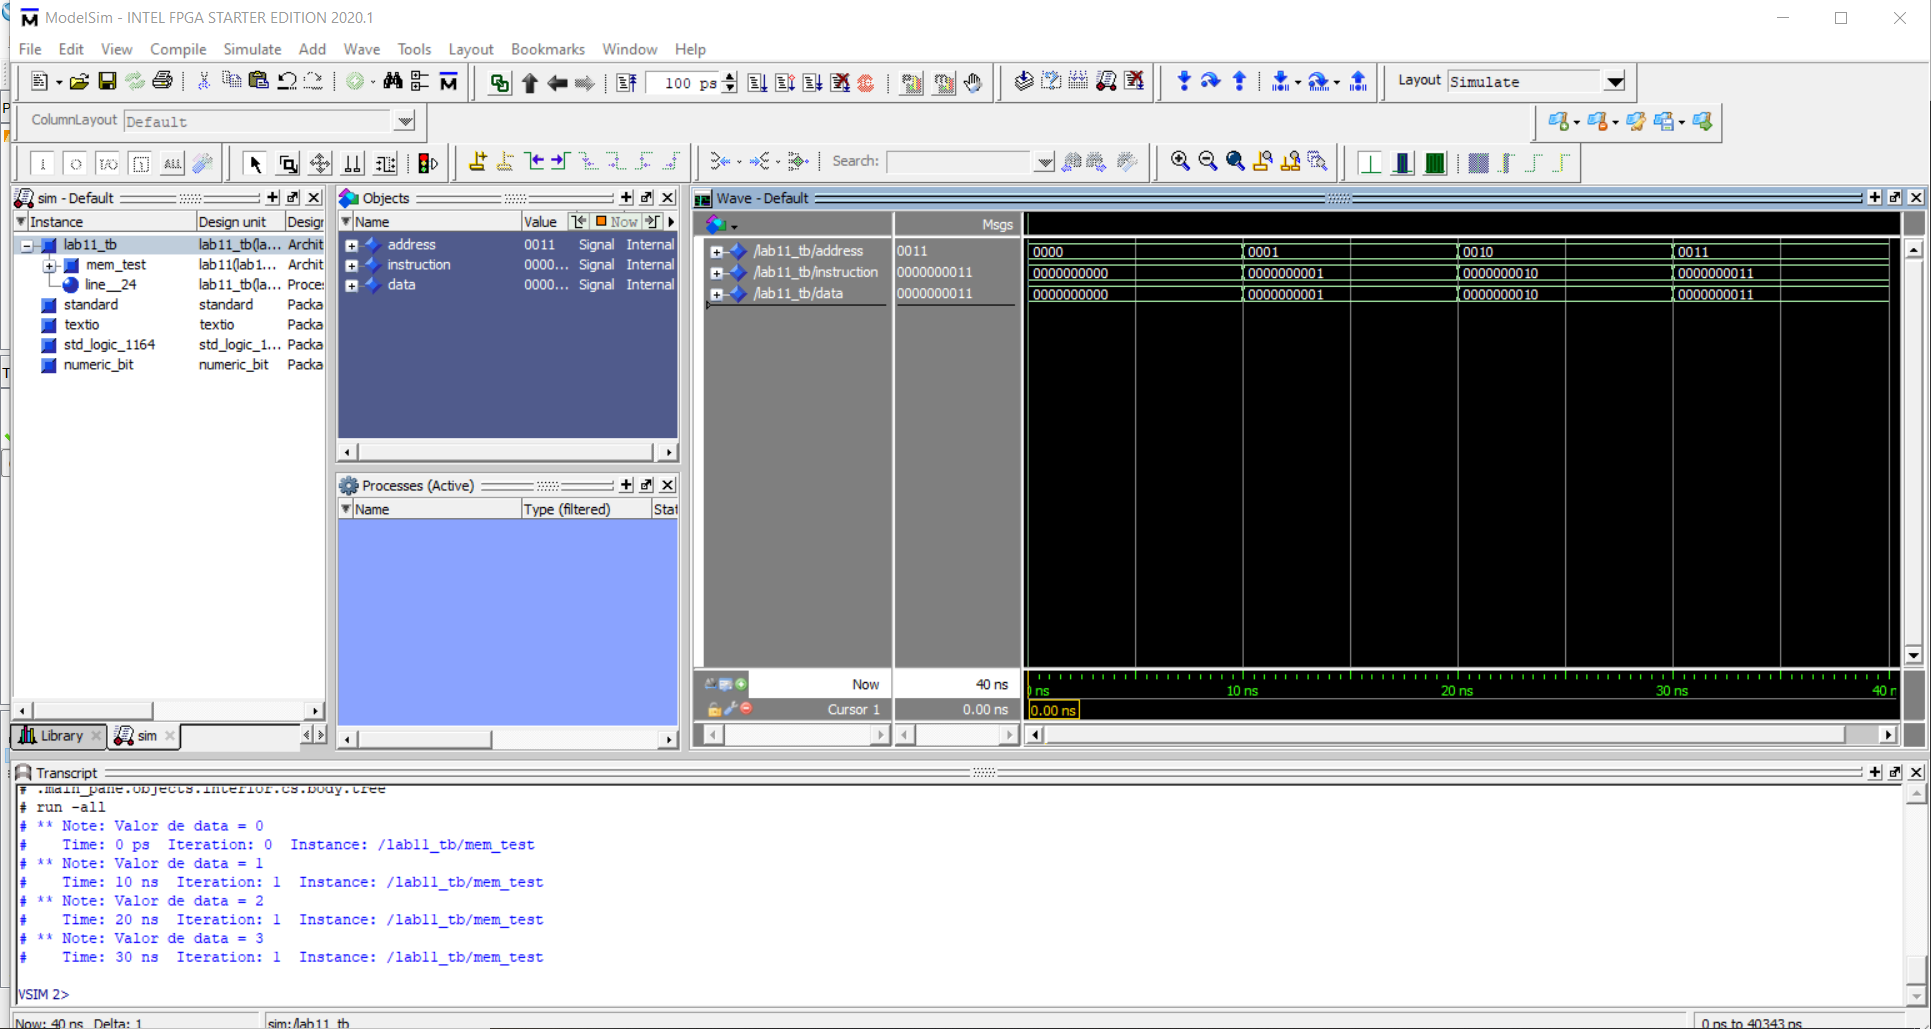 ModelSim - INTEL FPGA STARTER EDITION 2020.1
File Edit View Compile Simulate Add Wave Tools Layout Bookmarks Window Help
100 ps
Layout Simulate
ColumnLayout Default
ALL
Search:
sim - Default
Instance Design unit Desigr
lab11_tb lab11_tb(la... Archit
mem_test lab11(lab1... Archit
line__24 lab11_tb(la... Proce
standard standard Packa
textio textio Packa
std_logic_1164 std_logic_1... Packa
numeric_bit numeric_bit Packa
Library sim
Objects
Name Value Now
address 0011 Signal Internal
instruction 0000... Signal Internal
data 0000... Signal Internal
Processes (Active)
Name Type (filtered) Stat
Wave - Default
Msgs
/lab11_tb/address 0011 0000 0001 0010 0011
/lab11_tb/instruction 0000000011 0000000000 0000000001 0000000010 0000000011
/lab11_tb/data 0000000011 0000000000 0000000001 0000000010 0000000011
Now 40 ns ns 10 ns 20 ns 30 ns 40 n
Cursor 1 0.00 ns 0.00 ns
Transcript
# .main_pane.objects.interior.cs.body.tree
# run -all
# ** Note: Valor de data = 0
#    Time: 0 ps  Iteration: 0  Instance: /lab11_tb/mem_test
# ** Note: Valor de data = 1
#    Time: 10 ns  Iteration: 1  Instance: /lab11_tb/mem_test
# ** Note: Valor de data = 2
#    Time: 20 ns  Iteration: 1  Instance: /lab11_tb/mem_test
# ** Note: Valor de data = 3
#    Time: 30 ns  Iteration: 1  Instance: /lab11_tb/mem_test
VSIM 2>
Now: 40 ns Delta: 1 sim:/lab11_tb 0 ps to 40343 ps